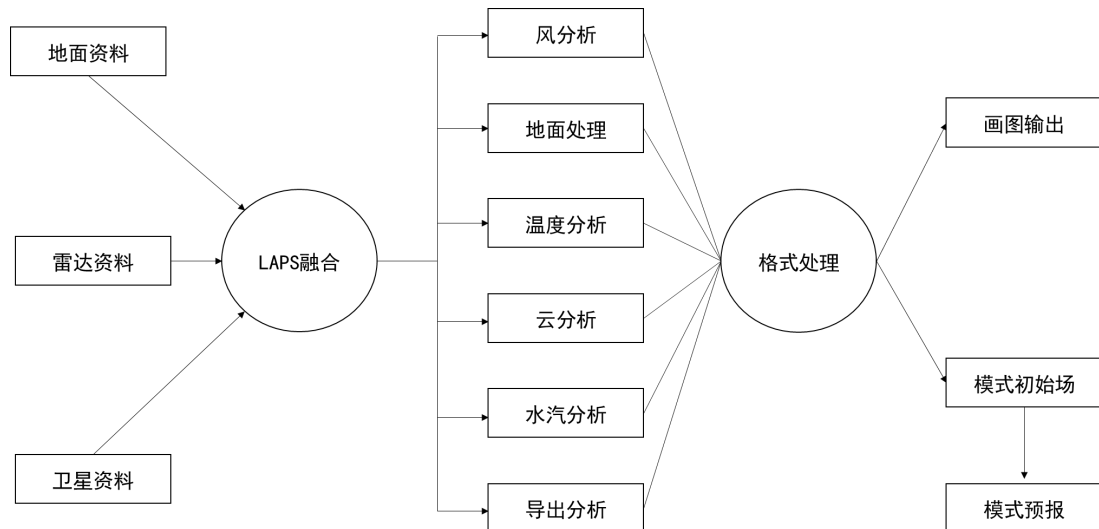 地面资料
雷达资料
卫星资料
LAPS融合
风分析
地面处理
温度分析
云分析
水汽分析
导出分析
格式处理
画图输出
模式初始场
模式预报